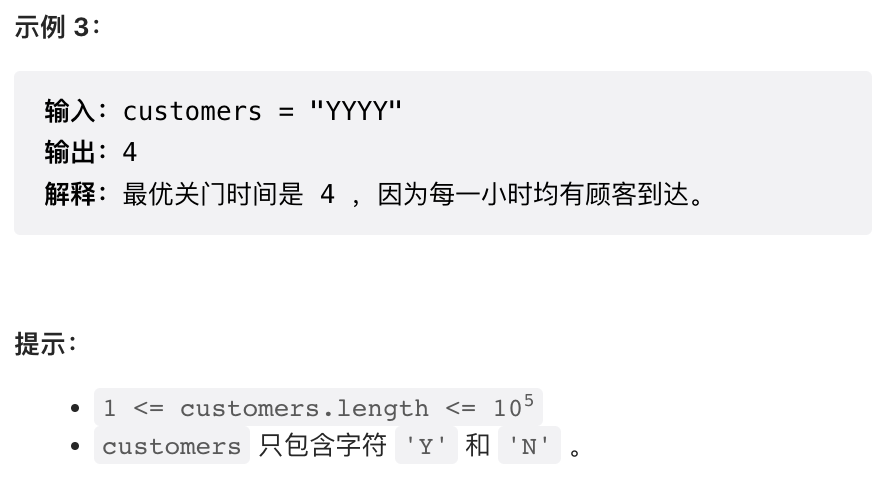 示例 3：
输入：customers = "YYYY"
输出：4
解释：最优关门时间是 4 ，因为每一小时均有顾客到达。
提示：
• 1 <= customers.length <= 10⁵
• customers 只包含字符 'Y' 和 'N' 。